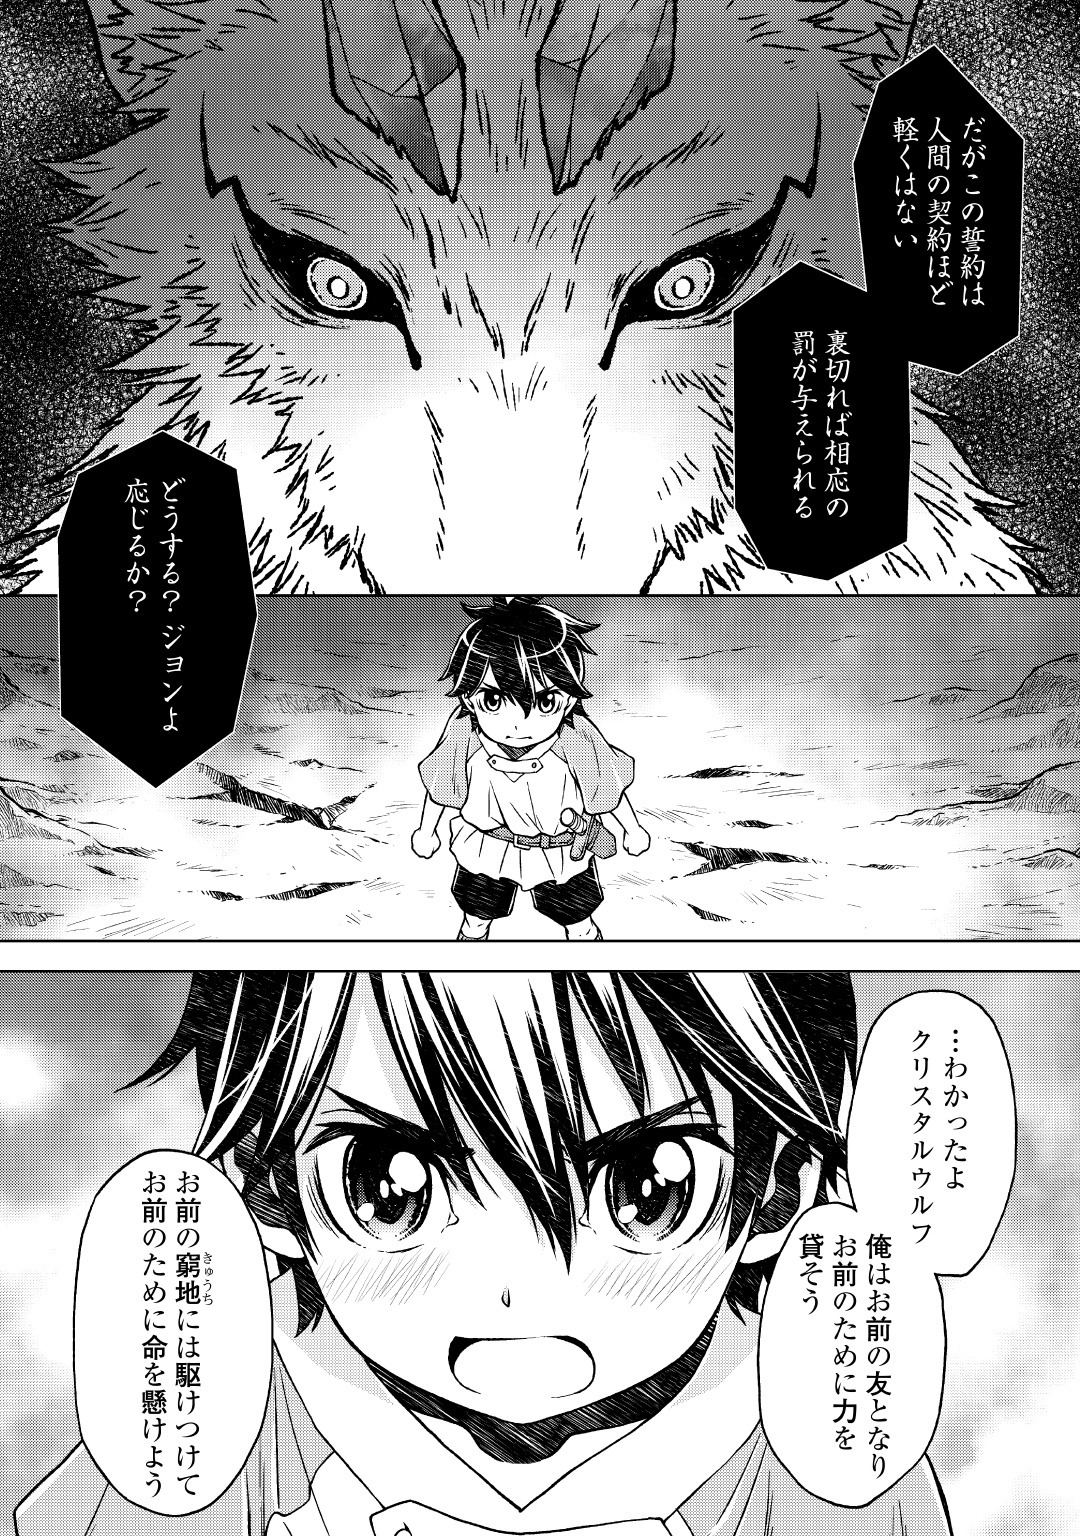 だがこの誓約は
人間の契約ほど
軽くはない
裏切れば相応の
罰が与えられる
どうする？ジョンよ
応じるか？
…わかったよ
クリスタルウルフ
俺はお前の友となり
お前のために力を
貸そう
お前の窮地には駆けつけて
きゅうち
お前のために命を懸けよう